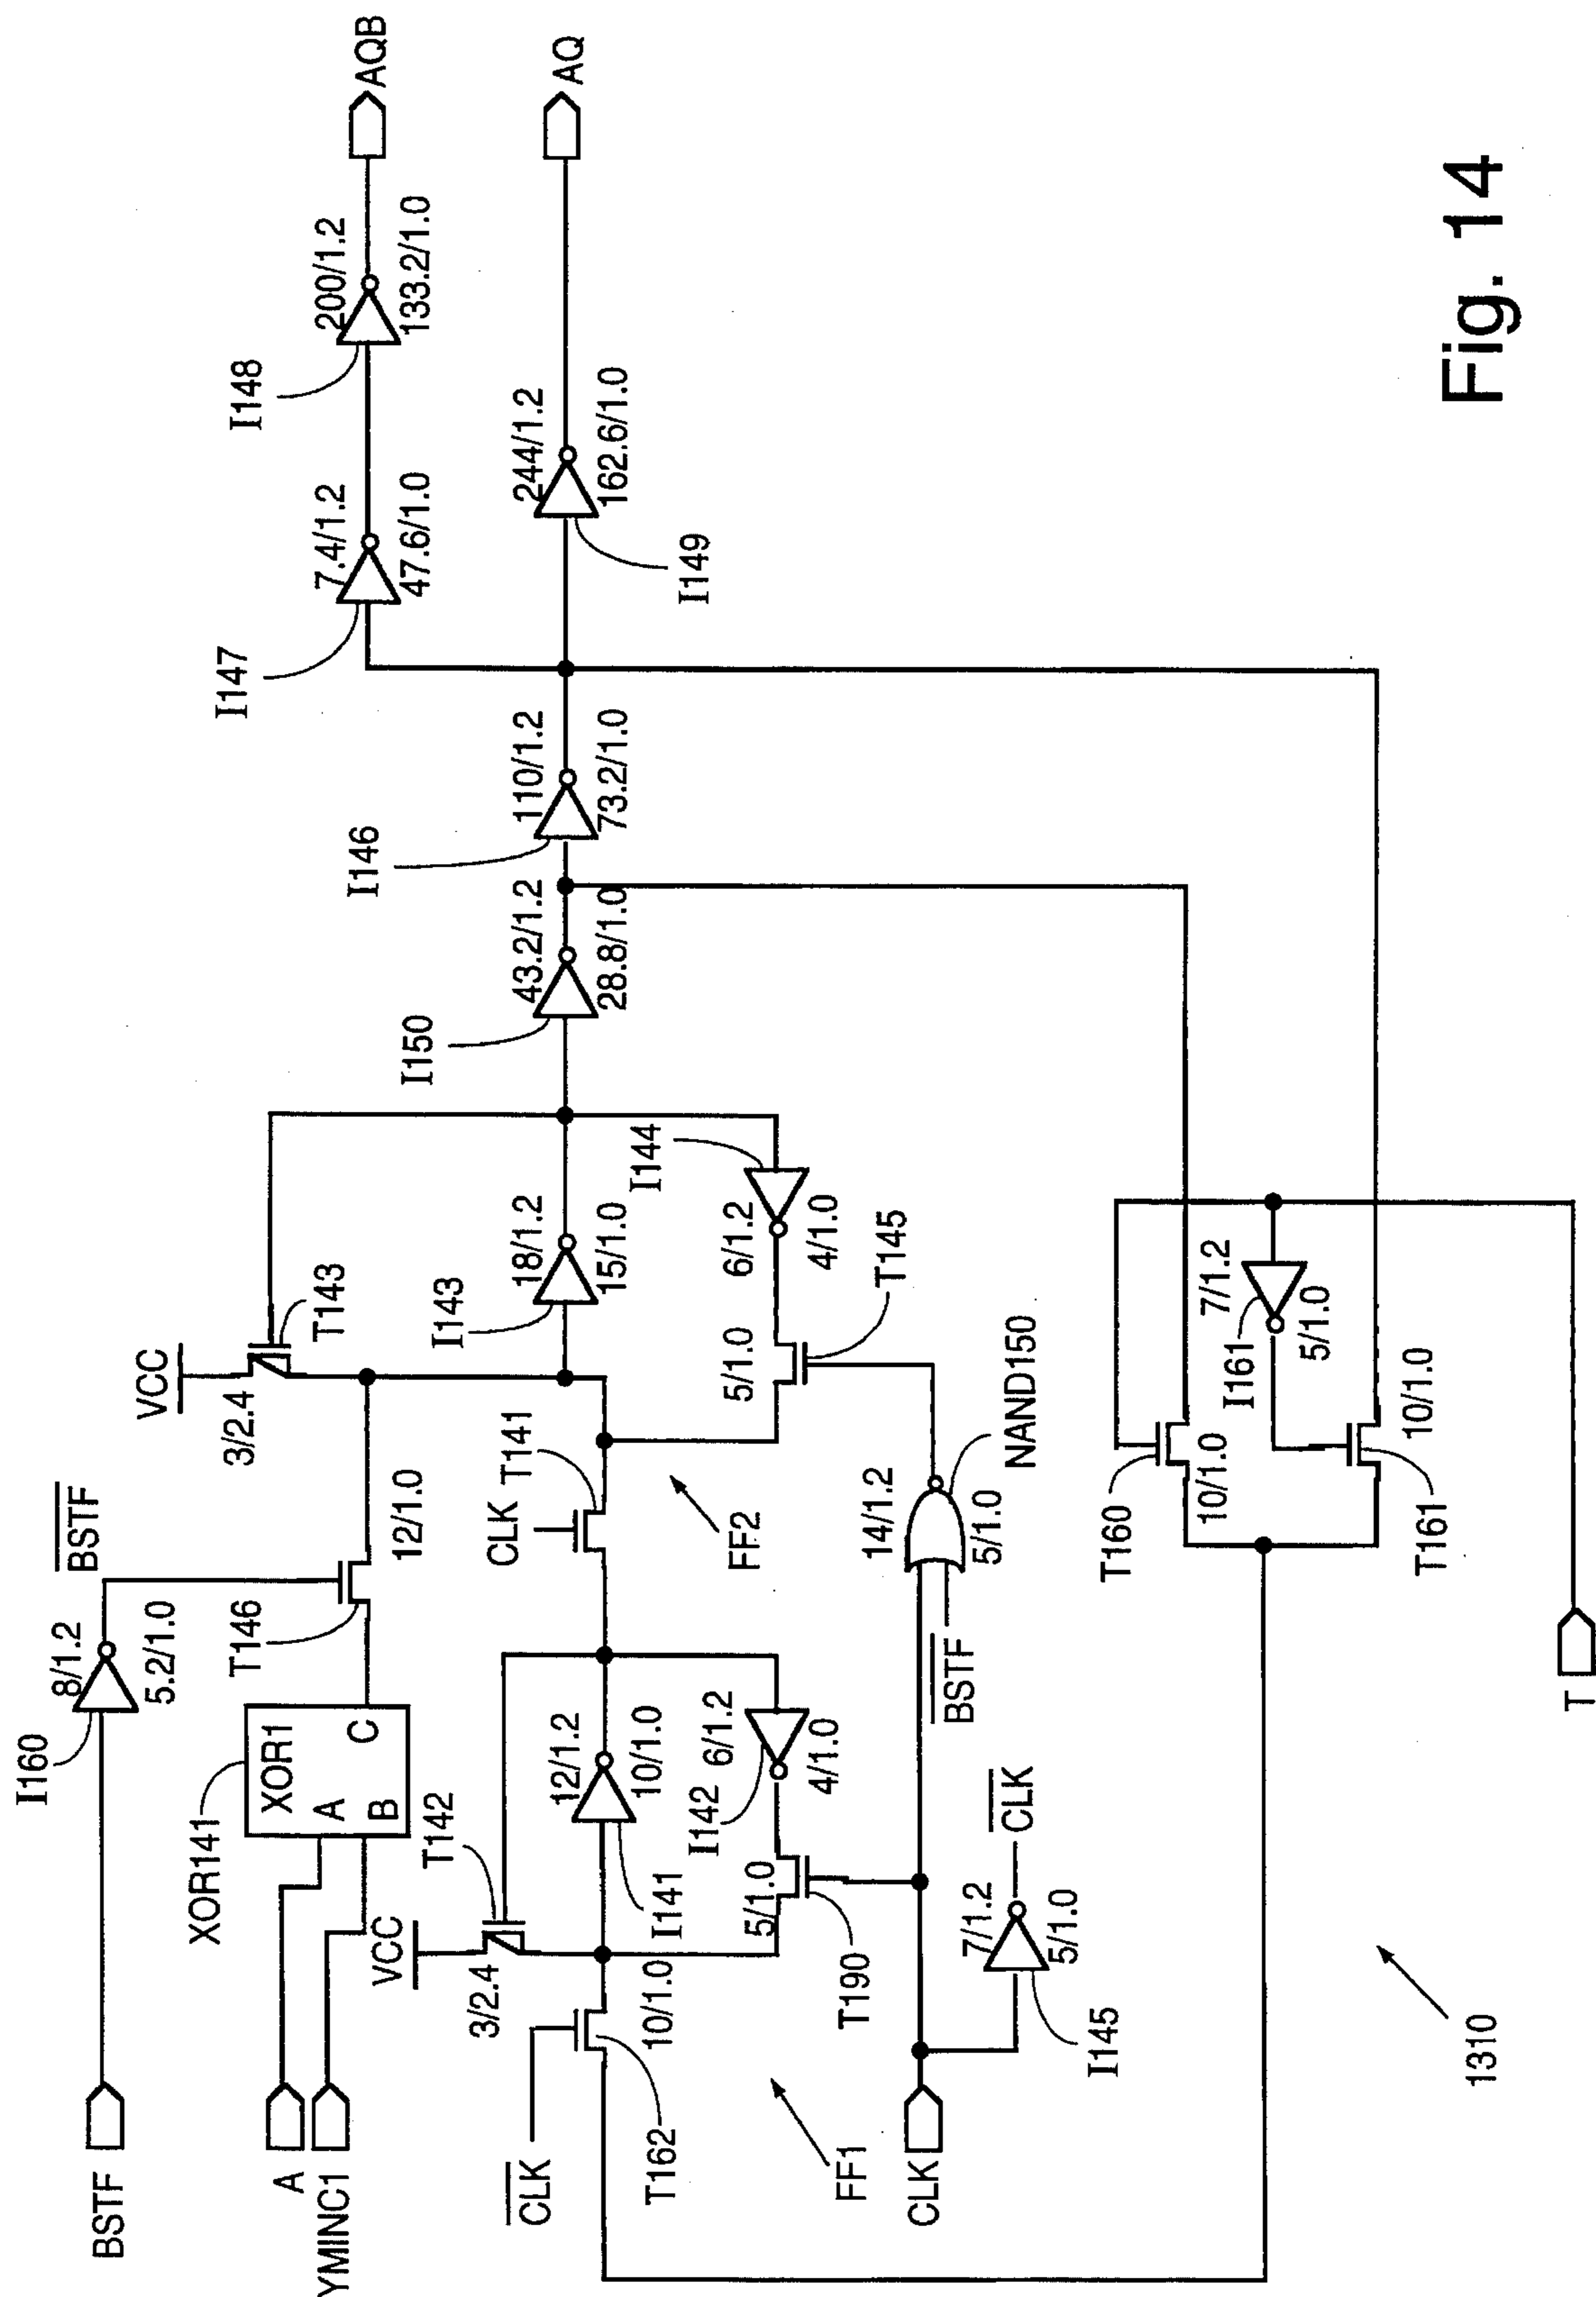 BSTF
I160
8/1.2
5.2/1.0
BSTF
A
YMINC1
XOR141
XOR1
A
B
C
T146
12/1.0
VCC
3/2.4
T143
I147
7.4/1.2
47.6/1.0
I148
200/1.2
133.2/1.0
AQB
CLK
T162
10/1.0
VCC
3/2.4
T142
12/1.2
10/1.0
I141
CLK
T141
I143
18/1.2
15/1.0
I150
43.2/1.2
28.8/1.0
I146
110/1.2
73.2/1.0
I149
244/1.2
162.6/1.0
AQ
I142
6/1.2
4/1.0
5/1.0
T190
FF1
FF2
I144
6/1.2
4/1.0
5/1.0
T145
CLK
7/1.2
5/1.0
I145
CLK
BSTF
14/1.2
5/1.0
NAND150
T160
10/1.0
I161
7/1.2
5/1.0
T161
10/1.0
T
1310
Fig. 14